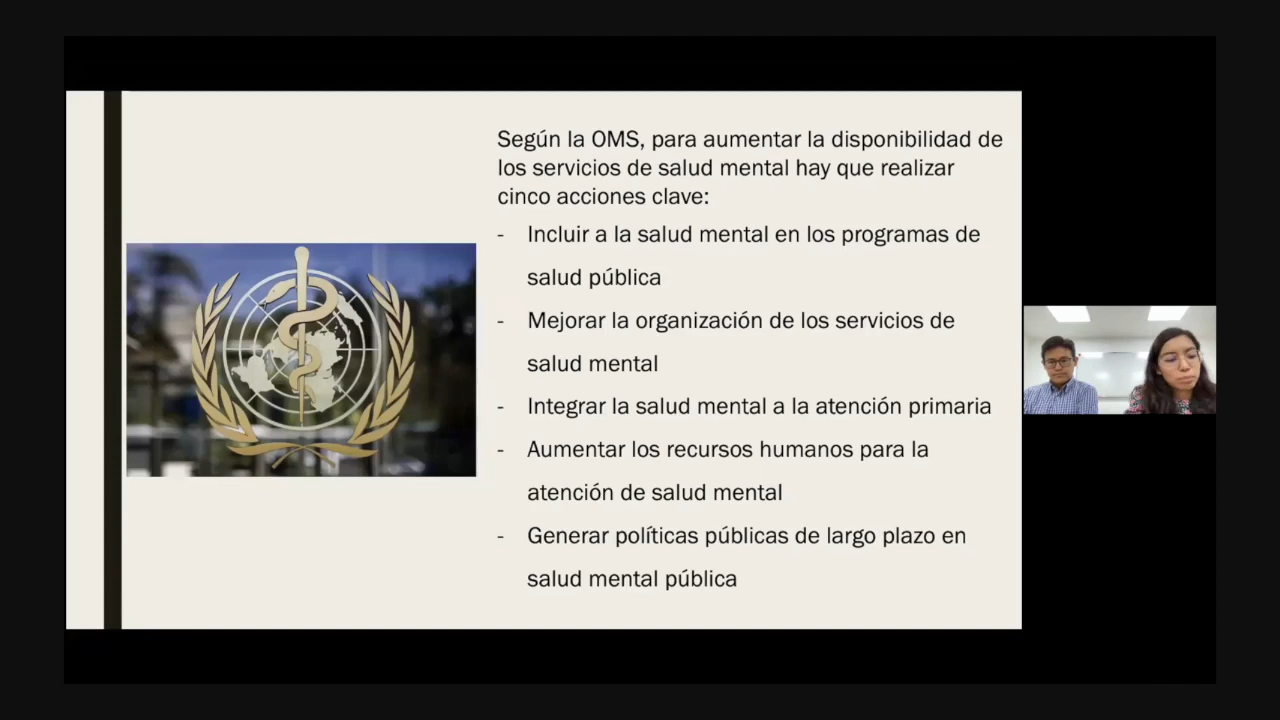 Según la OMS, para aumentar la disponibilidad de
los servicios de salud mental hay que realizar
cinco acciones clave:
- Incluir a la salud mental en los programas de
salud pública
- Mejorar la organización de los servicios de
salud mental
- Integrar la salud mental a la atención primaria
- Aumentar los recursos humanos para la
atención de salud mental
- Generar políticas públicas de largo plazo en
salud mental pública